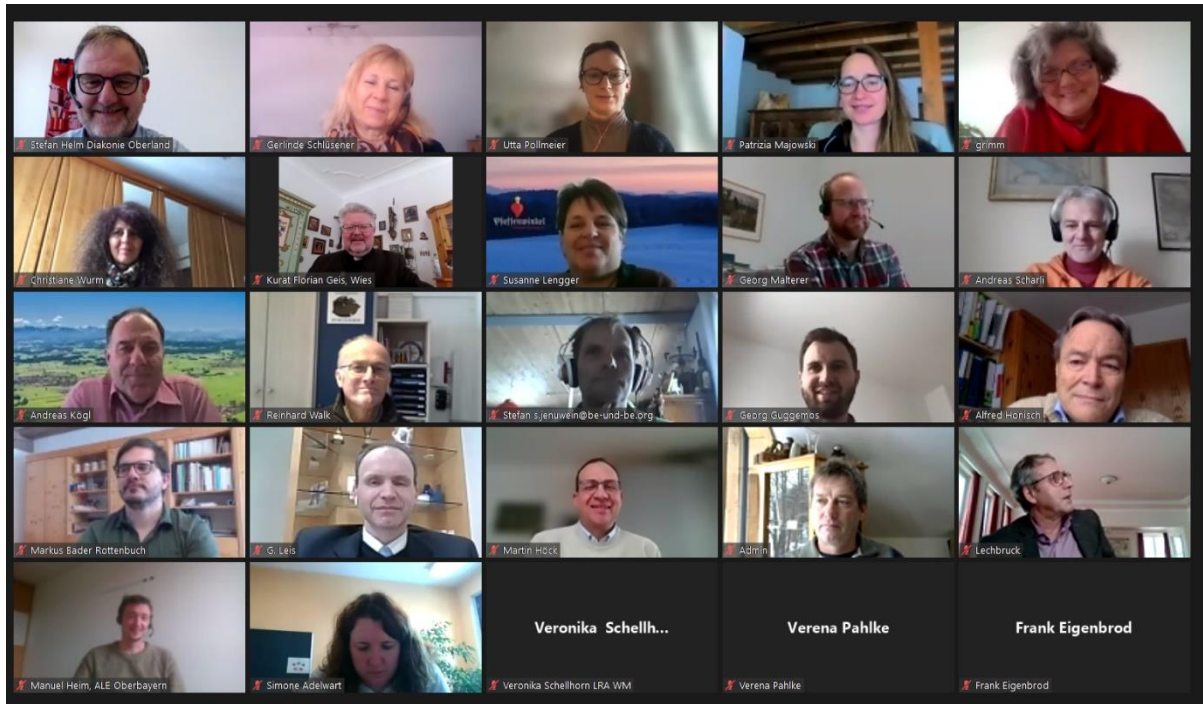 Stefan Helm Diakonie Oberland
Gerlinde Schlüsener
Utta Pollmeier
Patrizia Majowski
grimm
Christiane Wurm
Kurat Florian Geis, Wies
Pfaffenwinkel
Susanne Lengger
Georg Malterer
Andreas Scharli
Andreas Kögl
Reinhard Walk
Stefan s.jenuwein@be-und-be.org
Georg Guggemos
Alfred Honisch
Markus Bader Rottenbuch
G. Leis
Martin Höck
Admin
Lechbruck
Manuel Heim, ALE Oberbayern
Simone Adelwart
Veronika Schellh...
Veronika Schellhorn LRA WM
Verena Pahlke
Verena Pahlke
Frank Eigenbrod
Frank Eigenbrod